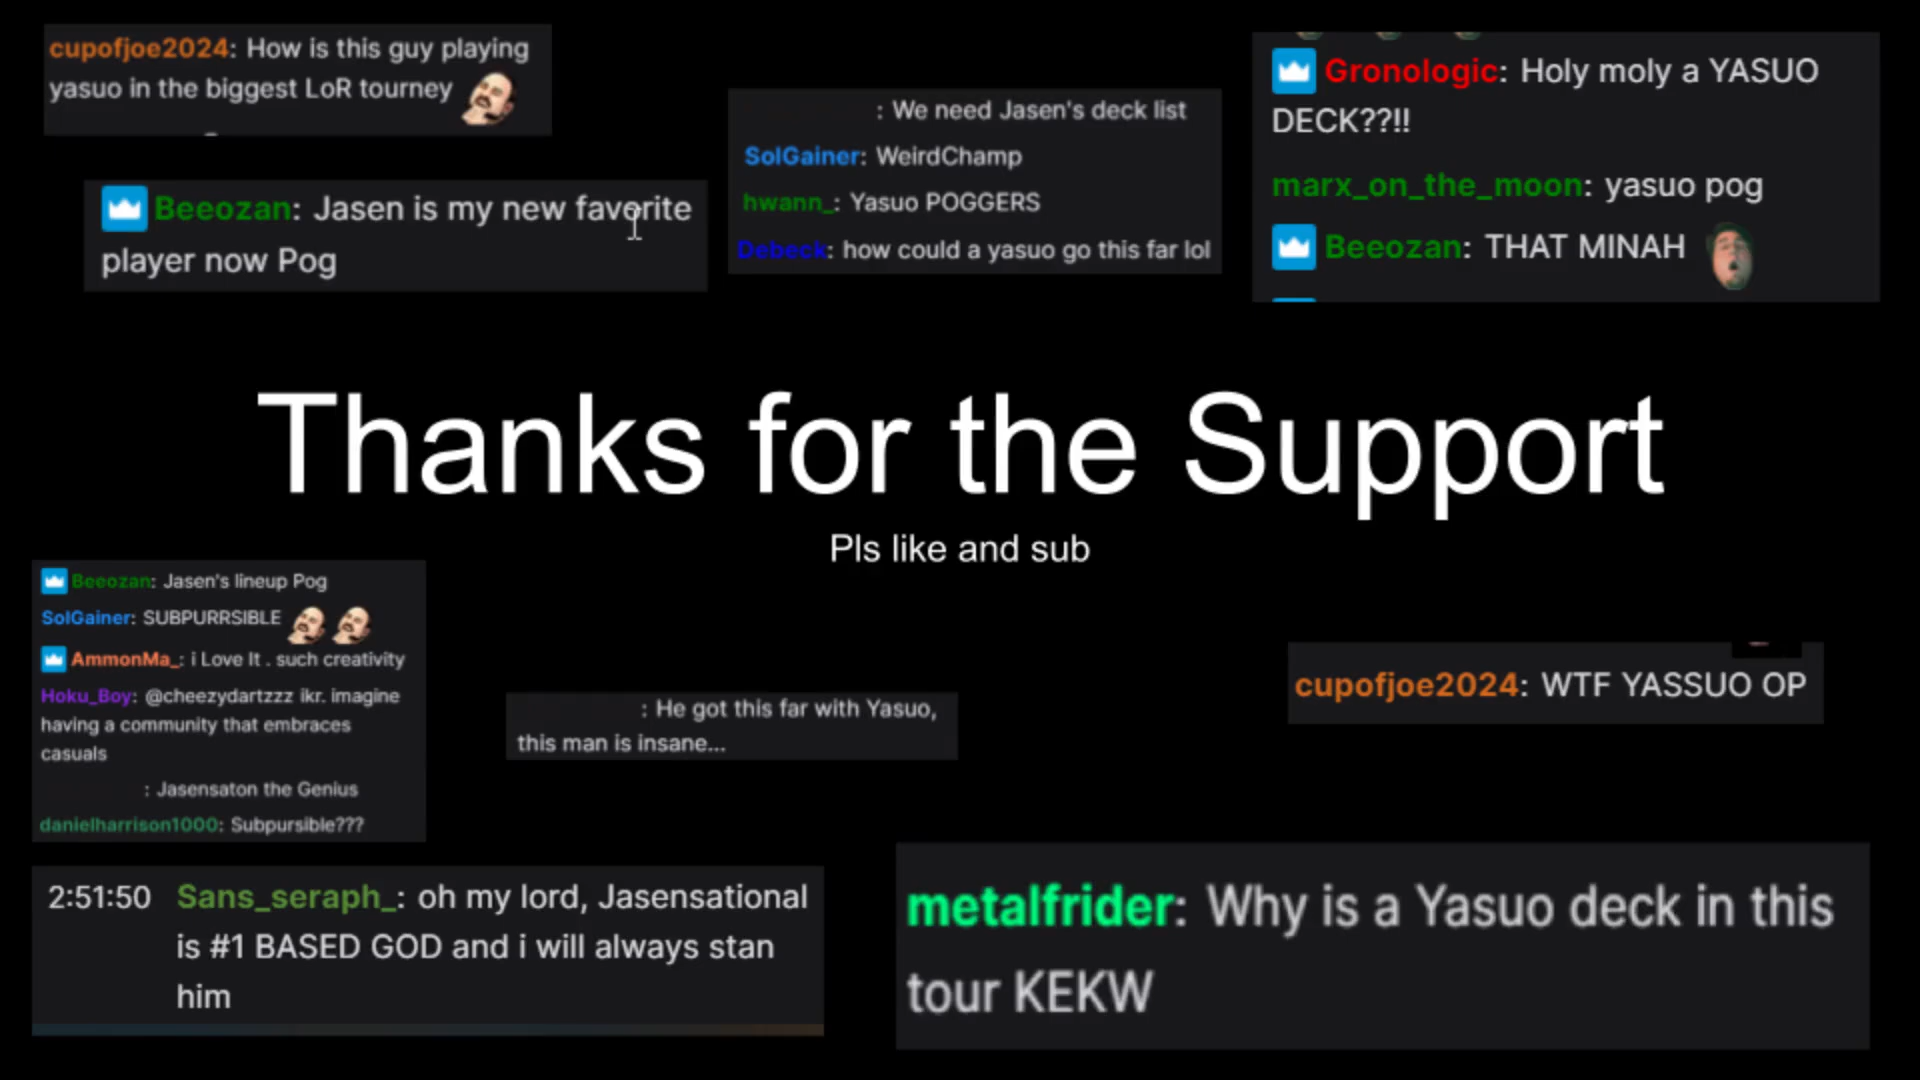 cupofjoe2024: How is this guy playing
yasuo in the biggest LoR tourney
Beeozan: Jasen is my new favorite
player now Pog
: We need Jasen's deck list
SolGainer: WeirdChamp
hwann_: Yasuo POGGERS
Debeck: how could a yasuo go this far lol
Gronologic: Holy moly a YASUO
DECK??!!
marx_on_the_moon: yasuo pog
Beeozan: THAT MINAH
Thanks for the Support
Pls like and sub
Beeozan: Jasen's lineup Pog
SolGainer: SUBPURRSIBLE
AmmonMa_: i Love It . such creativity
Hoku_Boy: @cheezydartzzz ikr. imagine
having a community that embraces
casuals
: Jasensaton the Genius
danielharrison1000: Subpursible???
: He got this far with Yasuo,
this man is insane...
cupofjoe2024: WTF YASSUO OP
2:51:50 Sans_seraph_: oh my lord, Jasensational
is #1 BASED GOD and i will always stan
him
metalfrider: Why is a Yasuo deck in this
tour KEKW